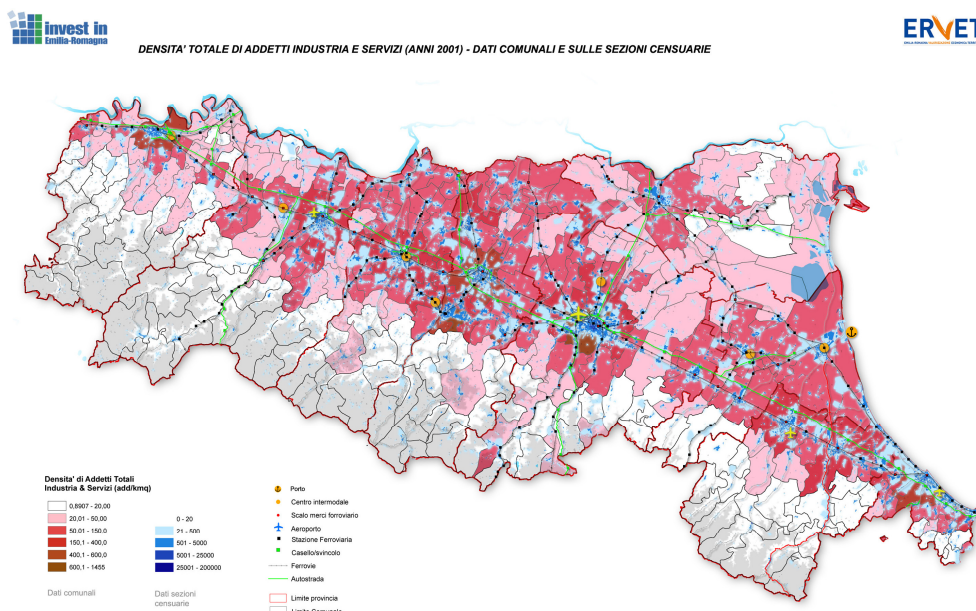 invest in
Emilia-Romagna
ERVET
DENSITA' TOTALE DI ADDETTI INDUSTRIA E SERVIZI (ANNI 2001) - DATI COMUNALI E SULLE SEZIONI CENSUARIE
Densita' di Addetti Totali
Industria & Servizi (add/kmq)
0,8907 - 20,00
20,01 - 50,00
50,01 - 150,0
150,1 - 400,0
400,1 - 600,0
600,1 - 1455
Dati comunali
0 - 20
21 - 500
501 - 5000
5001 - 25000
25001 - 200000
Dati sezioni
censuarie
Porto
Centro intermodale
Scalo merci ferroviario
Aeroporto
Stazione Ferroviaria
Casello/svincolo
Ferrovie
Autostrada
Limite provincia
Limite Comunale